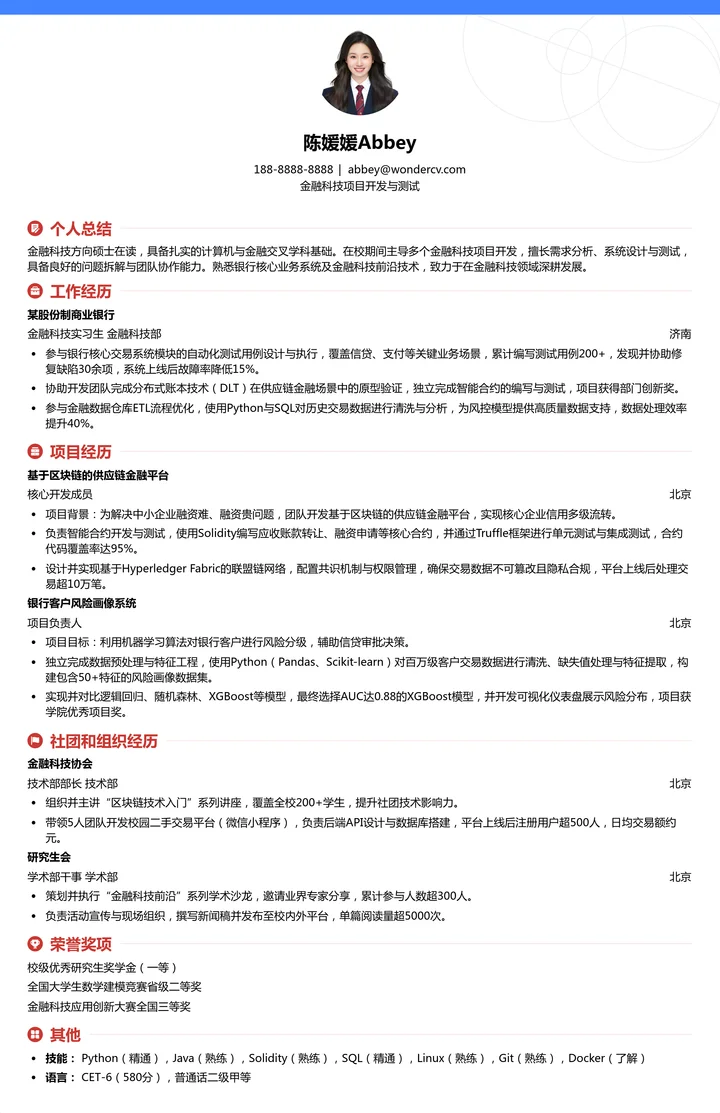 陈媛媛Abbey
188-8888-8888 | abbey@wondercv.com
金融科技项目开发与测试
个人总结
金融科技方向硕士在读，具备扎实的计算机与金融交叉学科基础。在校期间主导多个金融科技项目开发，擅长需求分析、系统设计与测试，
具备良好的问题拆解与团队协作能力。熟悉银行核心业务系统及金融科技前沿技术，致力于在金融科技领域深耕发展。
工作经历
某股份制商业银行
金融科技实习生 金融科技部 济南
• 参与银行核心交易系统模块的自动化测试用例设计与执行，覆盖信贷、支付等关键业务场景，累计编写测试用例200+，发现并协助修
复缺陷30余项，系统上线后故障率降低15%。
• 协助开发团队完成分布式账本技术（DLT）在供应链金融场景中的原型验证，独立完成智能合约的编写与测试，项目获得部门创新奖。
• 参与金融数据仓库ETL流程优化，使用Python与SQL对历史交易数据进行清洗与分析，为风控模型提供高质量数据支持，数据处理效率
提升40%。
项目经历
基于区块链的供应链金融平台
核心开发成员 北京
• 项目背景：为解决中小企业融资难、融资贵问题，团队开发基于区块链的供应链金融平台，实现核心企业信用多级流转。
• 负责智能合约开发与测试，使用Solidity编写应收账款转让、融资申请等核心合约，并通过Truffle框架进行单元测试与集成测试，合约
代码覆盖率达95%。
• 设计并实现基于Hyperledger Fabric的联盟链网络，配置共识机制与权限管理，确保交易数据不可篡改且隐私合规，平台上线后处理交
易超10万笔。
银行客户风险画像系统
项目负责人 北京
• 项目目标：利用机器学习算法对银行客户进行风险分级，辅助信贷审批决策。
• 独立完成数据预处理与特征工程，使用Python（Pandas、Scikit-learn）对百万级客户交易数据进行清洗、缺失值处理与特征提取，构
建包含50+特征的风险画像数据集。
• 实现并对比逻辑回归、随机森林、XGBoost等模型，最终选择AUC达0.88的XGBoost模型，并开发可视化仪表盘展示风险分布，项目获
学院优秀项目奖。
社团和组织经历
金融科技协会
技术部部长 技术部 北京
• 组织并主讲“区块链技术入门”系列讲座，覆盖全校200+学生，提升社团技术影响力。
• 带领5人团队开发校园二手交易平台（微信小程序），负责后端API设计与数据库搭建，平台上线后注册用户超500人，日均交易额约
元。
研究生会
学术部干事 学术部 北京
• 策划并执行“金融科技前沿”系列学术沙龙，邀请业界专家分享，累计参与人数超300人。
• 负责活动宣传与现场组织，撰写新闻稿并发布至校内外平台，单篇阅读量超5000次。
荣誉奖项
校级优秀研究生奖学金（一等）
全国大学生数学建模竞赛省级二等奖
金融科技应用创新大赛全国三等奖
其他
• 技能： Python（精通），Java（熟练），Solidity（熟练），SQL（精通），Linux（熟练），Git（熟练），Docker（了解）
• 语言： CET-6（580分），普通话二级甲等